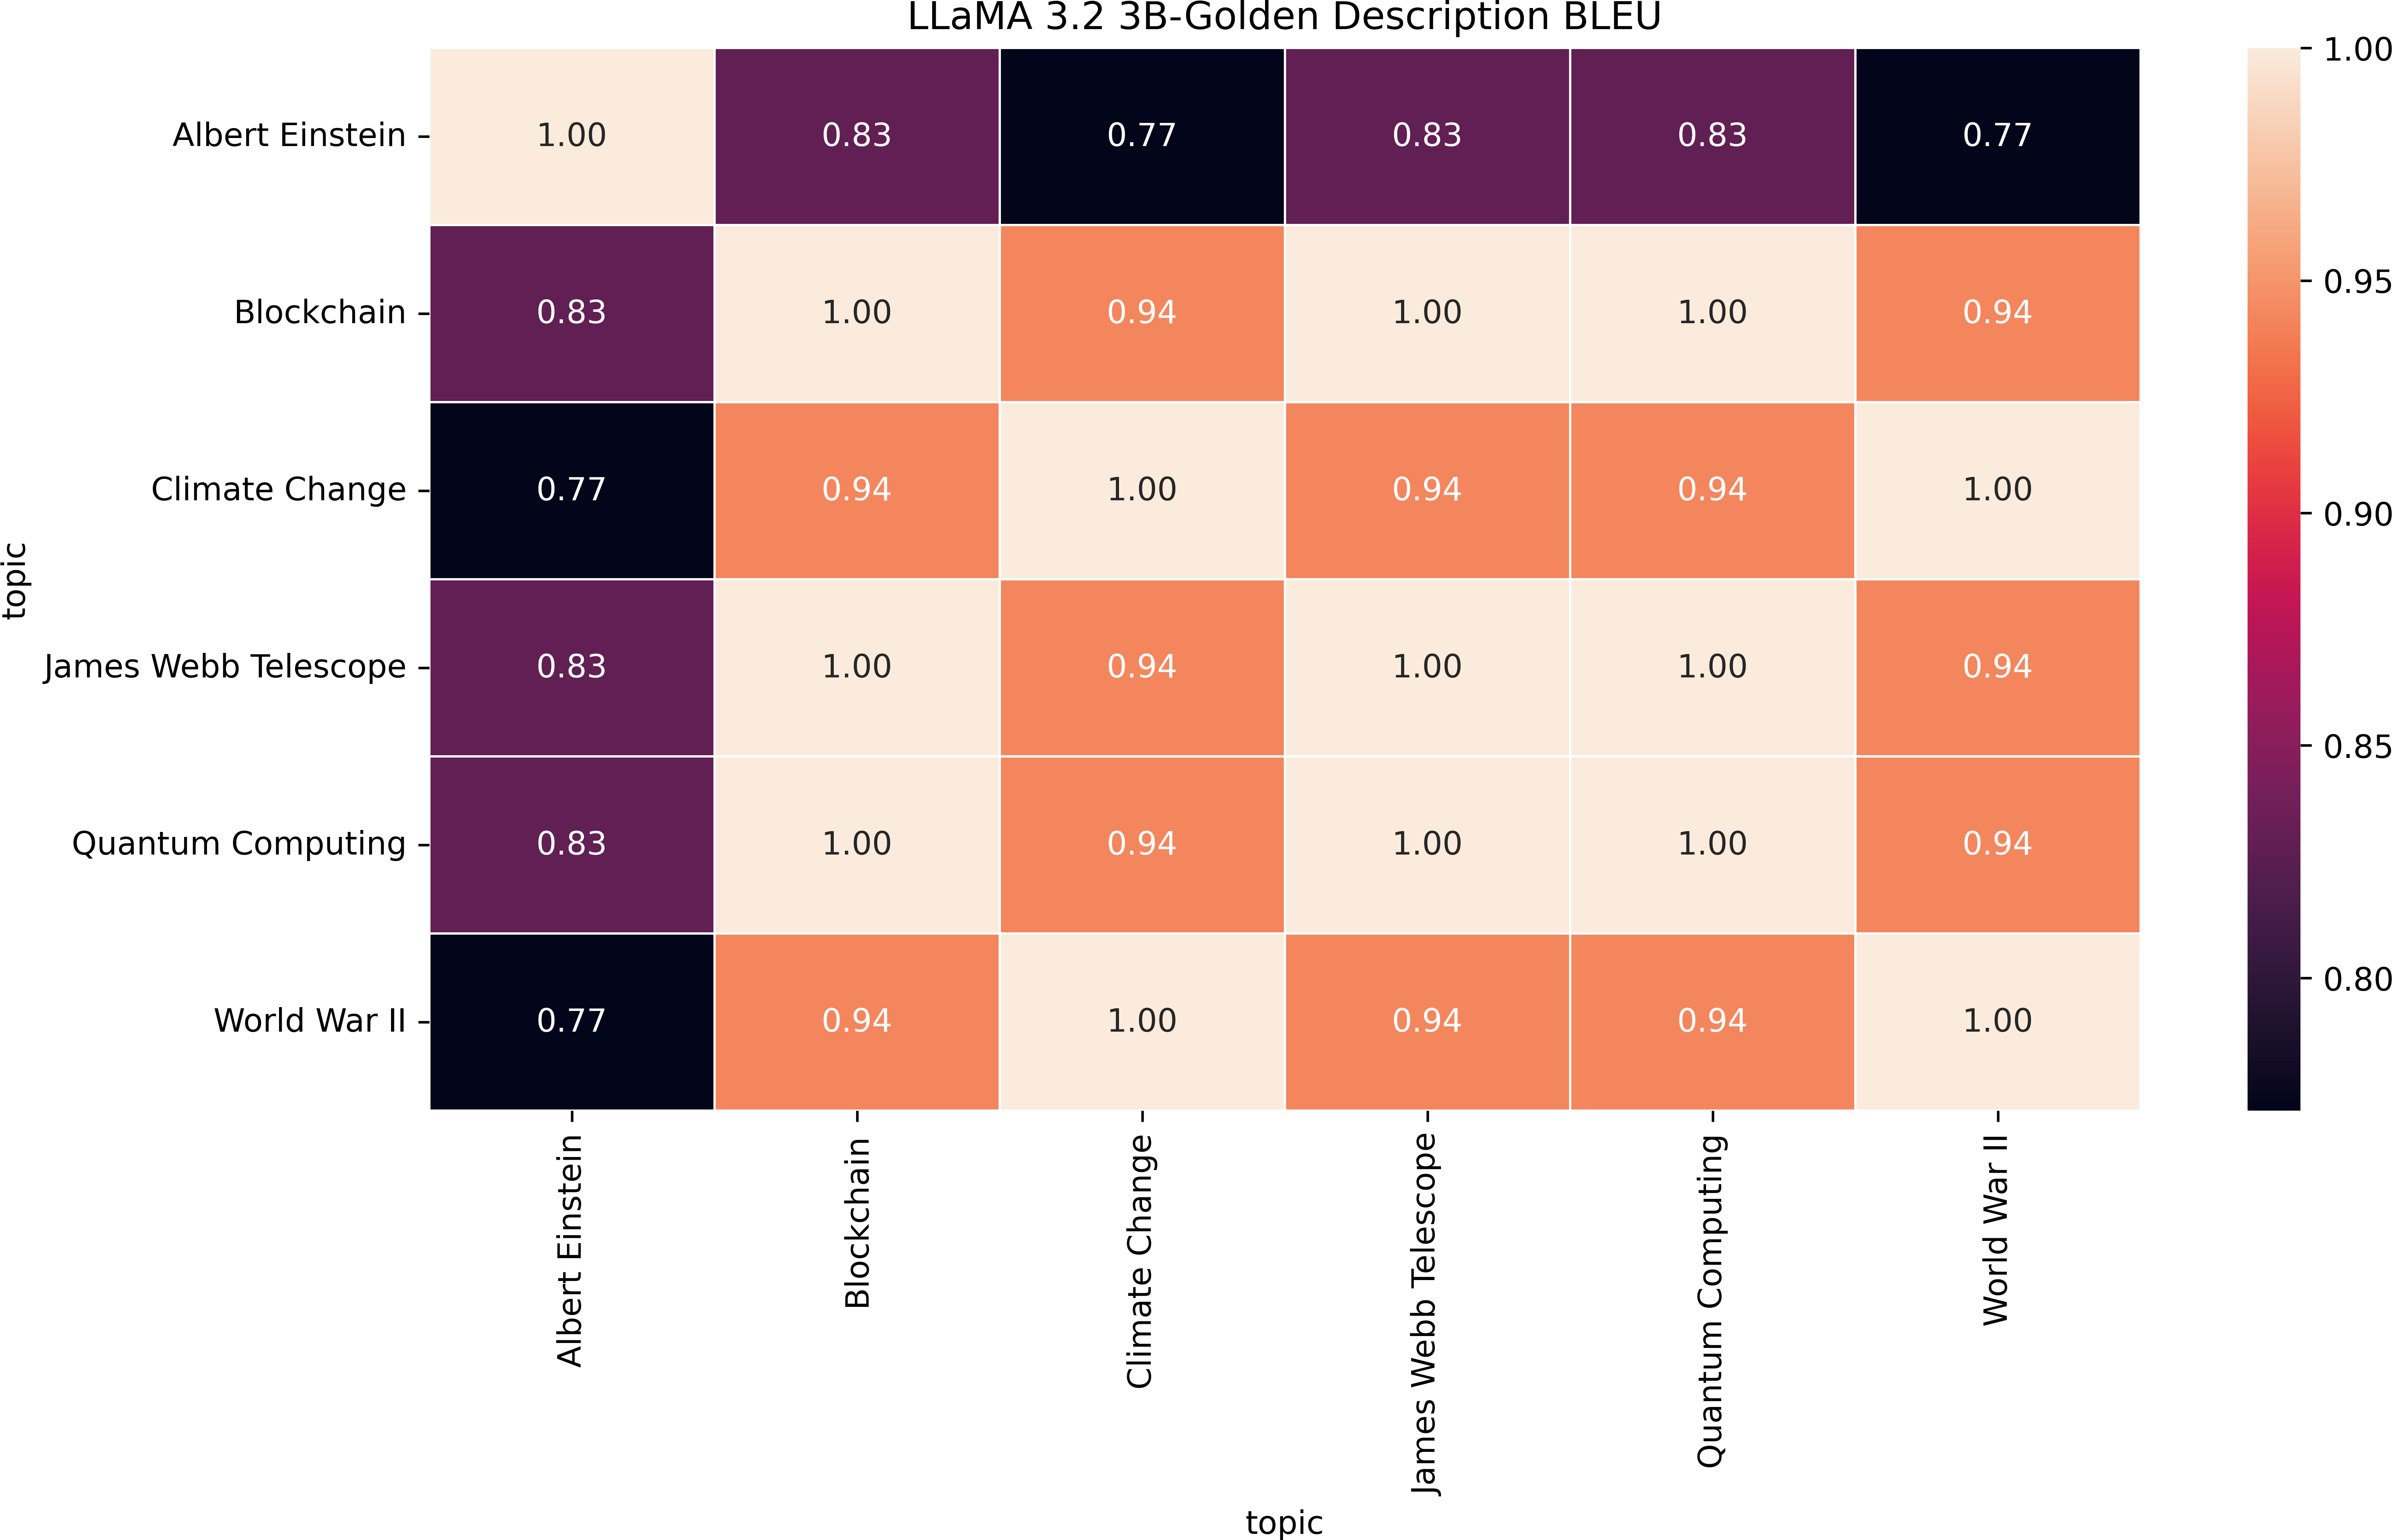 LLaMA 3.2 3B-Golden Description BLEU
Albert Einstein 1.00 0.83 0.77 0.83 0.83 0.77
Blockchain 0.83 1.00 0.94 1.00 1.00 0.94
Climate Change 0.77 0.94 1.00 0.94 0.94 1.00
James Webb Telescope 0.83 1.00 0.94 1.00 1.00 0.94
Quantum Computing 0.83 1.00 0.94 1.00 1.00 0.94
World War II 0.77 0.94 1.00 0.94 0.94 1.00
topic
Albert Einstein
Blockchain
Climate Change
James Webb Telescope
Quantum Computing
World War II
topic
1.00
0.95
0.90
0.85
0.80